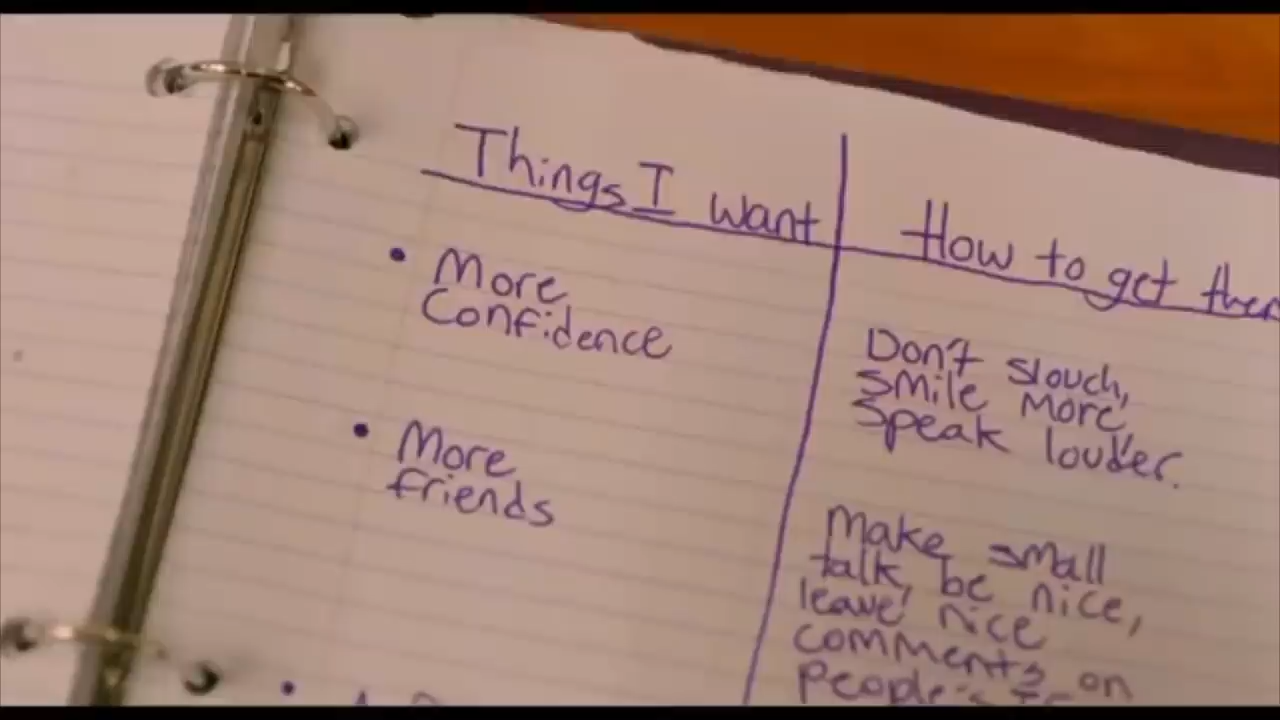 Things I want
How to get
• More
Confidence
Don't slouch,
smile more,
speak louder.
• More
friends
Make small
talk, be nice,
leave nice
comments on
people's